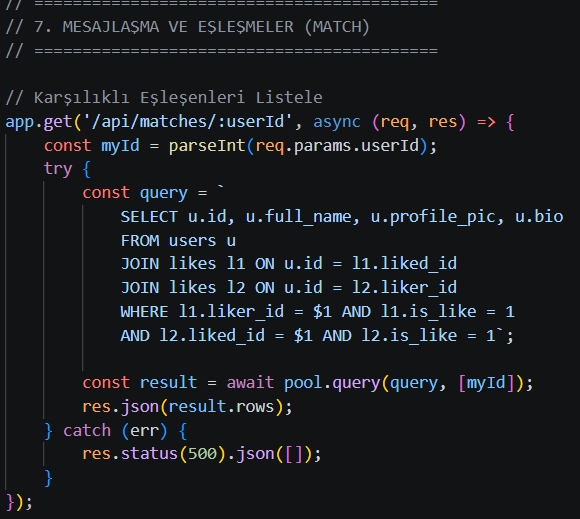 // ==========================================
// 7. MESAJLAŞMA VE EŞLEŞMELER (MATCH)
// ==========================================

// Karşılıklı Eşleşenleri Listele
app.get('/api/matches/:userId', async (req, res) => {
    const myId = parseInt(req.params.userId);
    try {
        const query = `
            SELECT u.id, u.full_name, u.profile_pic, u.bio
            FROM users u
            JOIN likes l1 ON u.id = l1.liked_id
            JOIN likes l2 ON u.id = l2.liker_id
            WHERE l1.liker_id = $1 AND l1.is_like = 1
            AND l2.liked_id = $1 AND l2.is_like = 1`;

        const result = await pool.query(query, [myId]);
        res.json(result.rows);
    } catch (err) {
        res.status(500).json([]);
    }
});